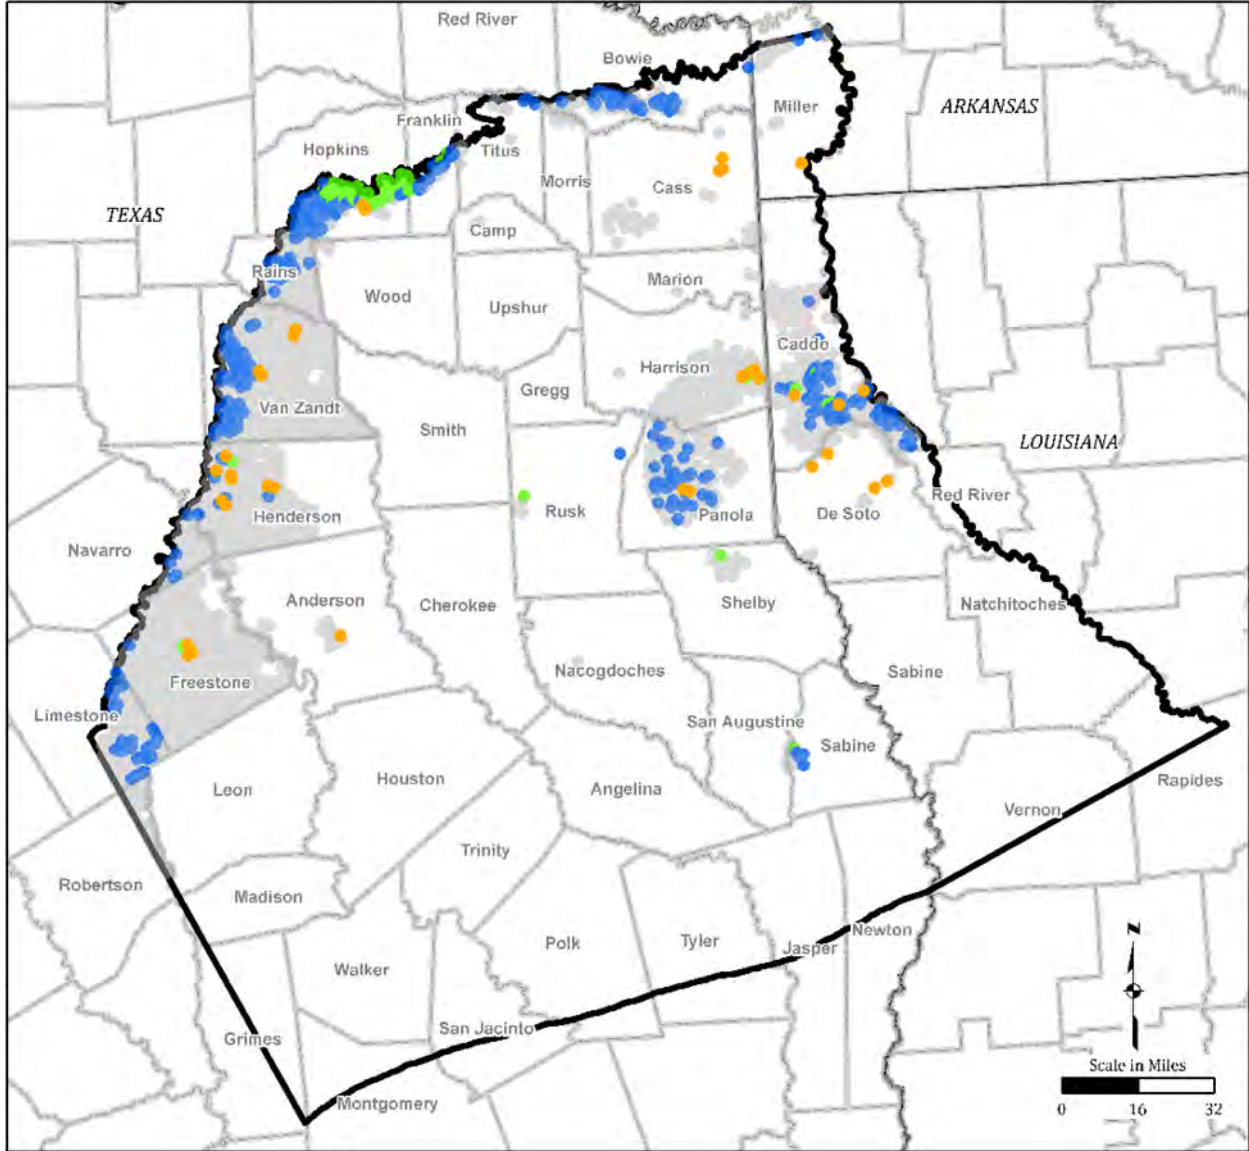 Red River
Bowie
ARKANSAS
Miller
Franklin
Titus
Hopkins
Morris
Cass
TEXAS
Camp
Rains
Marion
Wood
Upshur
Caddo
Harrison
Gregg
Van Zandt
Smith
LOUISIANA
Red River
Rusk
Panola
De Soto
Henderson
Navarro
Anderson
Cherokee
Shelby
Natchitoches
Nacogdoches
Sabine
Freestone
Limestone
San Augustine
Sabine
Houston
Leon
Angelina
Rapides
Vernon
Trinity
Robertson
Madison
Newton
Polk
Tyler
Jasper
Walker
N
San Jacinto
Grimes
Scale in Miles
Montgomery
0 16 32